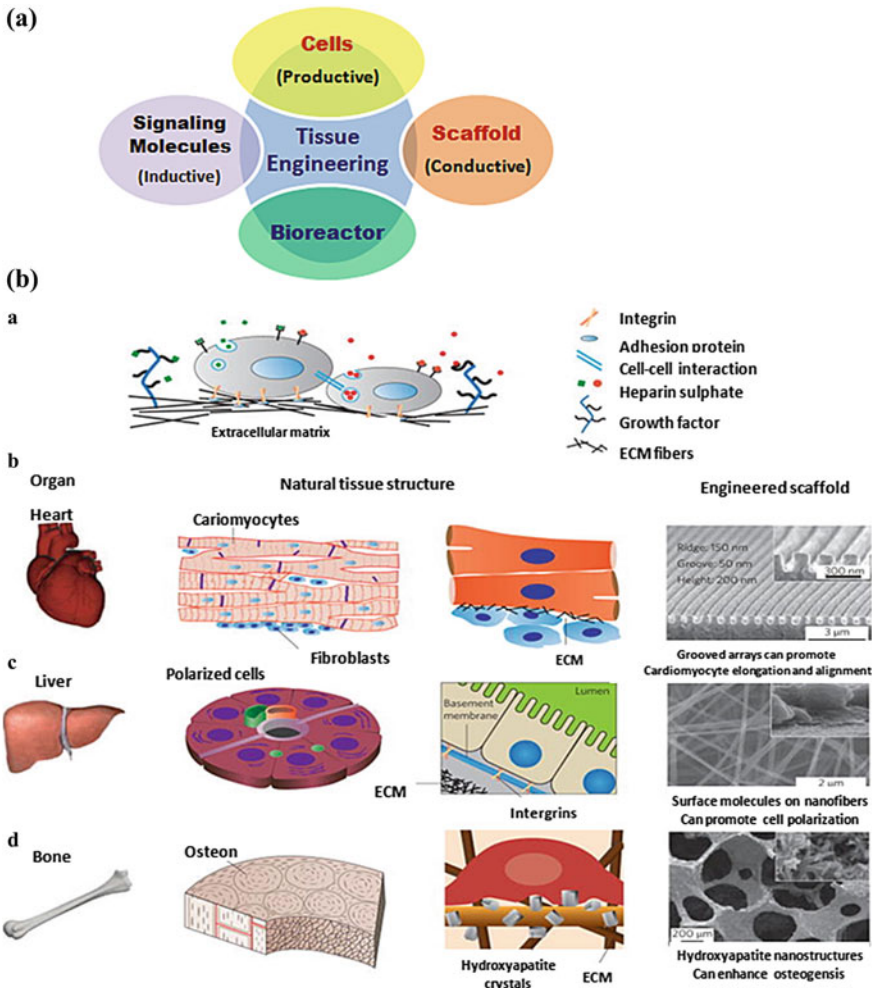 (a)
Cells
(Productive)
Signaling
Molecules
(Inductive)
Tissue
Engineering
Scaffold
(Conductive)
Bioreactor
(b)
a
Extracellular matrix
Integrin
Adhesion protein
Cell-cell interaction
Heparin sulphate
Growth factor
ECM fibers
b
Organ
Natural tissue structure
Engineered scaffold
Heart
Cariomyocytes
Fibroblasts
ECM
Ridge: 150 nm
Groove: 50 nm
Height: 200 nm
300 nm
3 μm
Grooved arrays can promote
Cardiomyocyte elongation and alignment
c
Liver
Polarized cells
Lumen
Basement
membrane
ECM
Intergrins
2 μm
Surface molecules on nanofibers
Can promote cell polarization
d
Bone
Osteon
Hydroxyapatite
crystals
ECM
200 μm
Hydroxyapatite nanostructures
Can enhance osteogensis